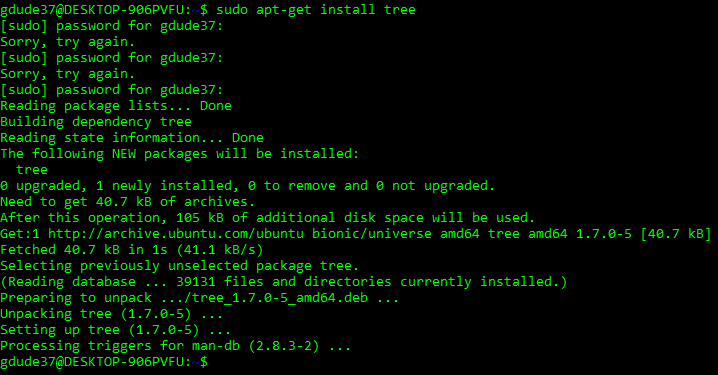 gdude37@DESKTOP-906PVFU:~$ sudo apt-get install tree
[sudo] password for gdude37:
Sorry, try again.
[sudo] password for gdude37:
Sorry, try again.
[sudo] password for gdude37:
Reading package lists... Done
Building dependency tree
Reading state information... Done
The following NEW packages will be installed:
  tree
0 upgraded, 1 newly installed, 0 to remove and 0 not upgraded.
Need to get 40.7 kB of archives.
After this operation, 105 kB of additional disk space will be used.
Get:1 http://archive.ubuntu.com/ubuntu bionic/universe amd64 tree amd64 1.7.0-5 [40.7 kB]
Fetched 40.7 kB in 1s (41.1 kB/s)
Selecting previously unselected package tree.
(Reading database ... 39131 files and directories currently installed.)
Preparing to unpack .../tree_1.7.0-5_amd64.deb ...
Unpacking tree (1.7.0-5) ...
Setting up tree (1.7.0-5) ...
Processing triggers for man-db (2.8.3-2) ...
gdude37@DESKTOP-906PVFU:~$